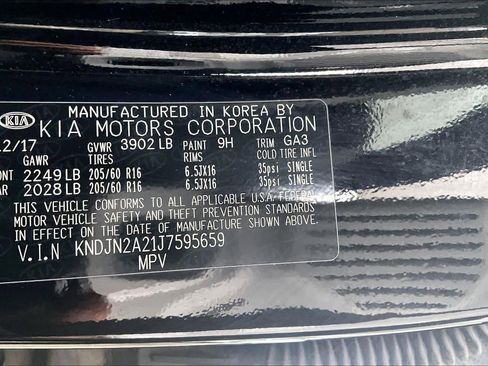 MANUFACTURED IN KOREA BY
KIA KIA MOTORS CORPORATION
2/17 GVWR 3902 LB PAINT 9H TRIM GA3
GAWR TIRES RIMS COLD TIRE INFL
NT 2249 LB 205/60 R16 6.5JX16 35psi SINGLE
AR 2028 LB 205/60 R16 6.5JX16 35psi SINGLE
THIS VEHICLE CONFORMS TO ALL APPLICABLE U.S.A FEDERAL
MOTOR VEHICLE SAFETY AND THEFT PREVENTION STANDARDS
IN EFFECT ON THE DATE OF MANUFACTURE SHOWN ABOVE.
V.I.N KNDJN2A21J7595659
MPV